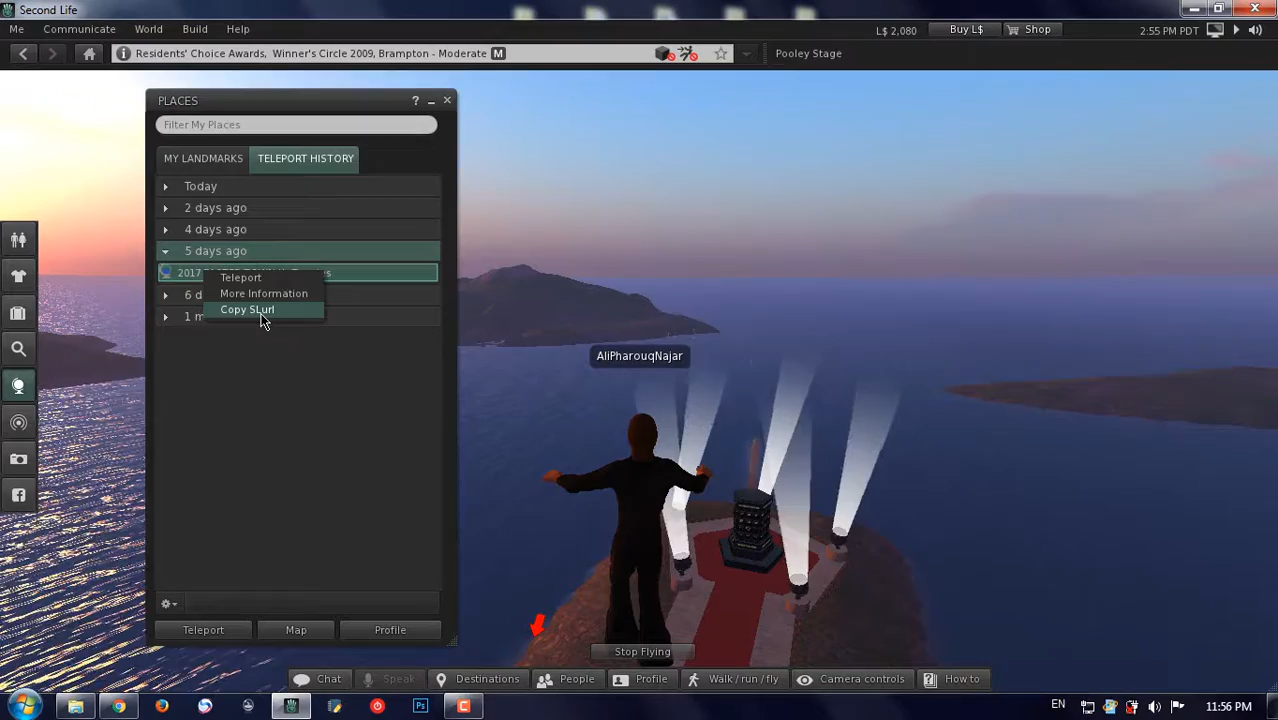 Second Life
Me Communicate World Build Help
L$ 2,080 Buy L$ Shop 2:55 PM PDT
Residents' Choice Awards, Winner's Circle 2009, Brampton - Moderate M
Pooley Stage
PLACES ?
Filter My Places
MY LANDMARKS TELEPORT HISTORY
Today
2 days ago
4 days ago
5 days ago
2017
Teleport
More Information
Copy SLurl
6 d
1 m
AliPharouqNajar
Teleport Map Profile
Stop Flying
Chat Speak Destinations People Profile Walk / run / fly Camera controls How to
Ps
EN 11:56 PM